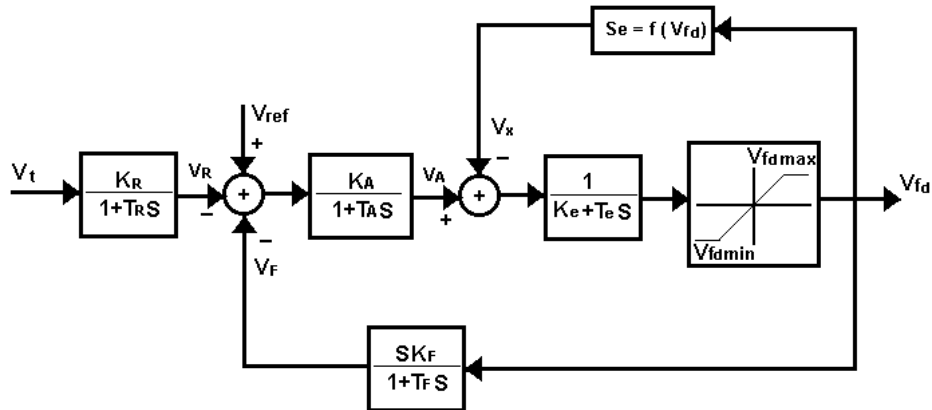 Se = f ( Vfd)
Vref
+
Vx
−
Vt
KR
1+TRS
VR
−
+
KA
1+TAS
VA
+
+
1
Ke+TeS
Vfdmax
Vfdmin
Vfd
−
VF
SKF
1+TFS